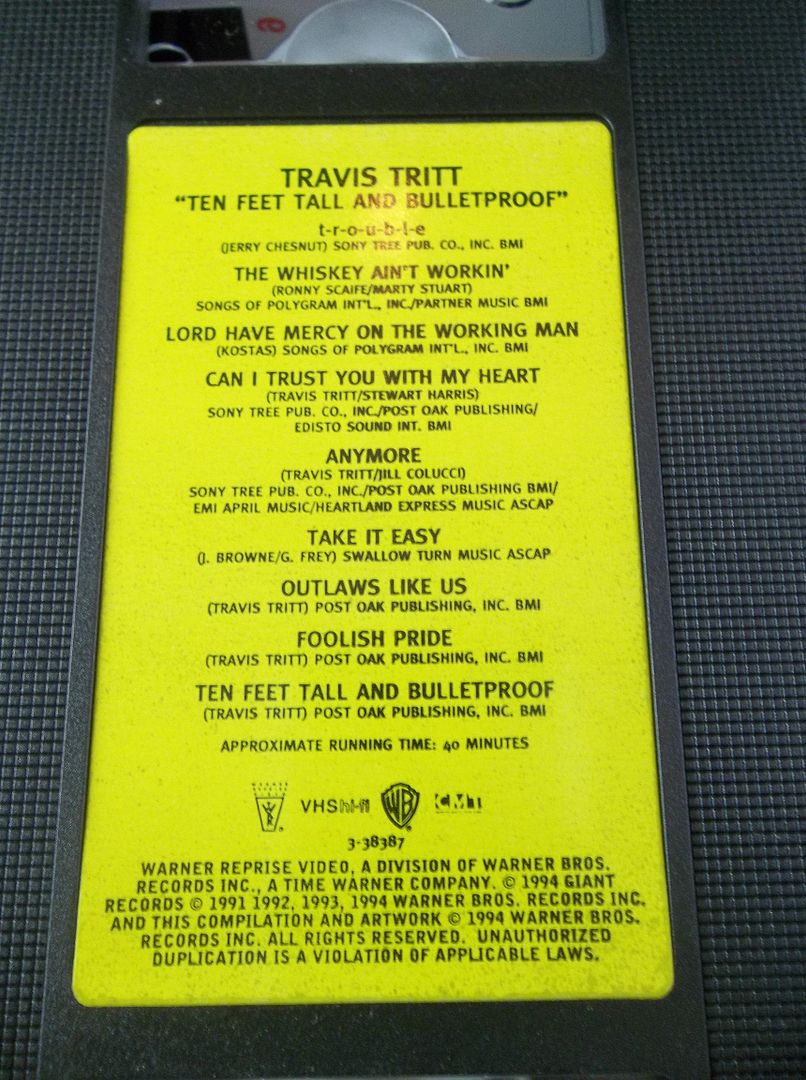 TRAVIS TRITT
"TEN FEET TALL AND BULLETPROOF"
t-r-o-u-b-l-e
(JERRY CHESNUT) SONY TREE PUB. CO., INC. BMI
THE WHISKEY AIN'T WORKIN'
(RONNY SCAIFE/MARTY STUART)
SONGS OF POLYGRAM INT'L., INC./PARTNER MUSIC BMI
LORD HAVE MERCY ON THE WORKING MAN
(KOSTAS) SONGS OF POLYGRAM INT'L., INC. BMI
CAN I TRUST YOU WITH MY HEART
(TRAVIS TRITT/STEWART HARRIS)
SONY TREE PUB. CO., INC./POST OAK PUBLISHING/
EDISTO SOUND INT. BMI
ANYMORE
(TRAVIS TRITT/JILL COLUCCI)
SONY TREE PUB. CO., INC./POST OAK PUBLISHING BMI/
EMI APRIL MUSIC/HEARTLAND EXPRESS MUSIC ASCAP
TAKE IT EASY
(J. BROWNE/G. FREY) SWALLOW TURN MUSIC ASCAP
OUTLAWS LIKE US
(TRAVIS TRITT) POST OAK PUBLISHING, INC. BMI
FOOLISH PRIDE
(TRAVIS TRITT) POST OAK PUBLISHING, INC. BMI
TEN FEET TALL AND BULLETPROOF
(TRAVIS TRITT) POST OAK PUBLISHING, INC. BMI
APPROXIMATE RUNNING TIME: 40 MINUTES
VHS hi-fi WB CMT
3-38387
WARNER REPRISE VIDEO, A DIVISION OF WARNER BROS.
RECORDS INC., A TIME WARNER COMPANY. © 1994 GIANT
RECORDS © 1991 1992, 1993, 1994 WARNER BROS. RECORDS INC.
AND THIS COMPILATION AND ARTWORK © 1994 WARNER BROS.
RECORDS INC. ALL RIGHTS RESERVED. UNAUTHORIZED
DUPLICATION IS A VIOLATION OF APPLICABLE LAWS.